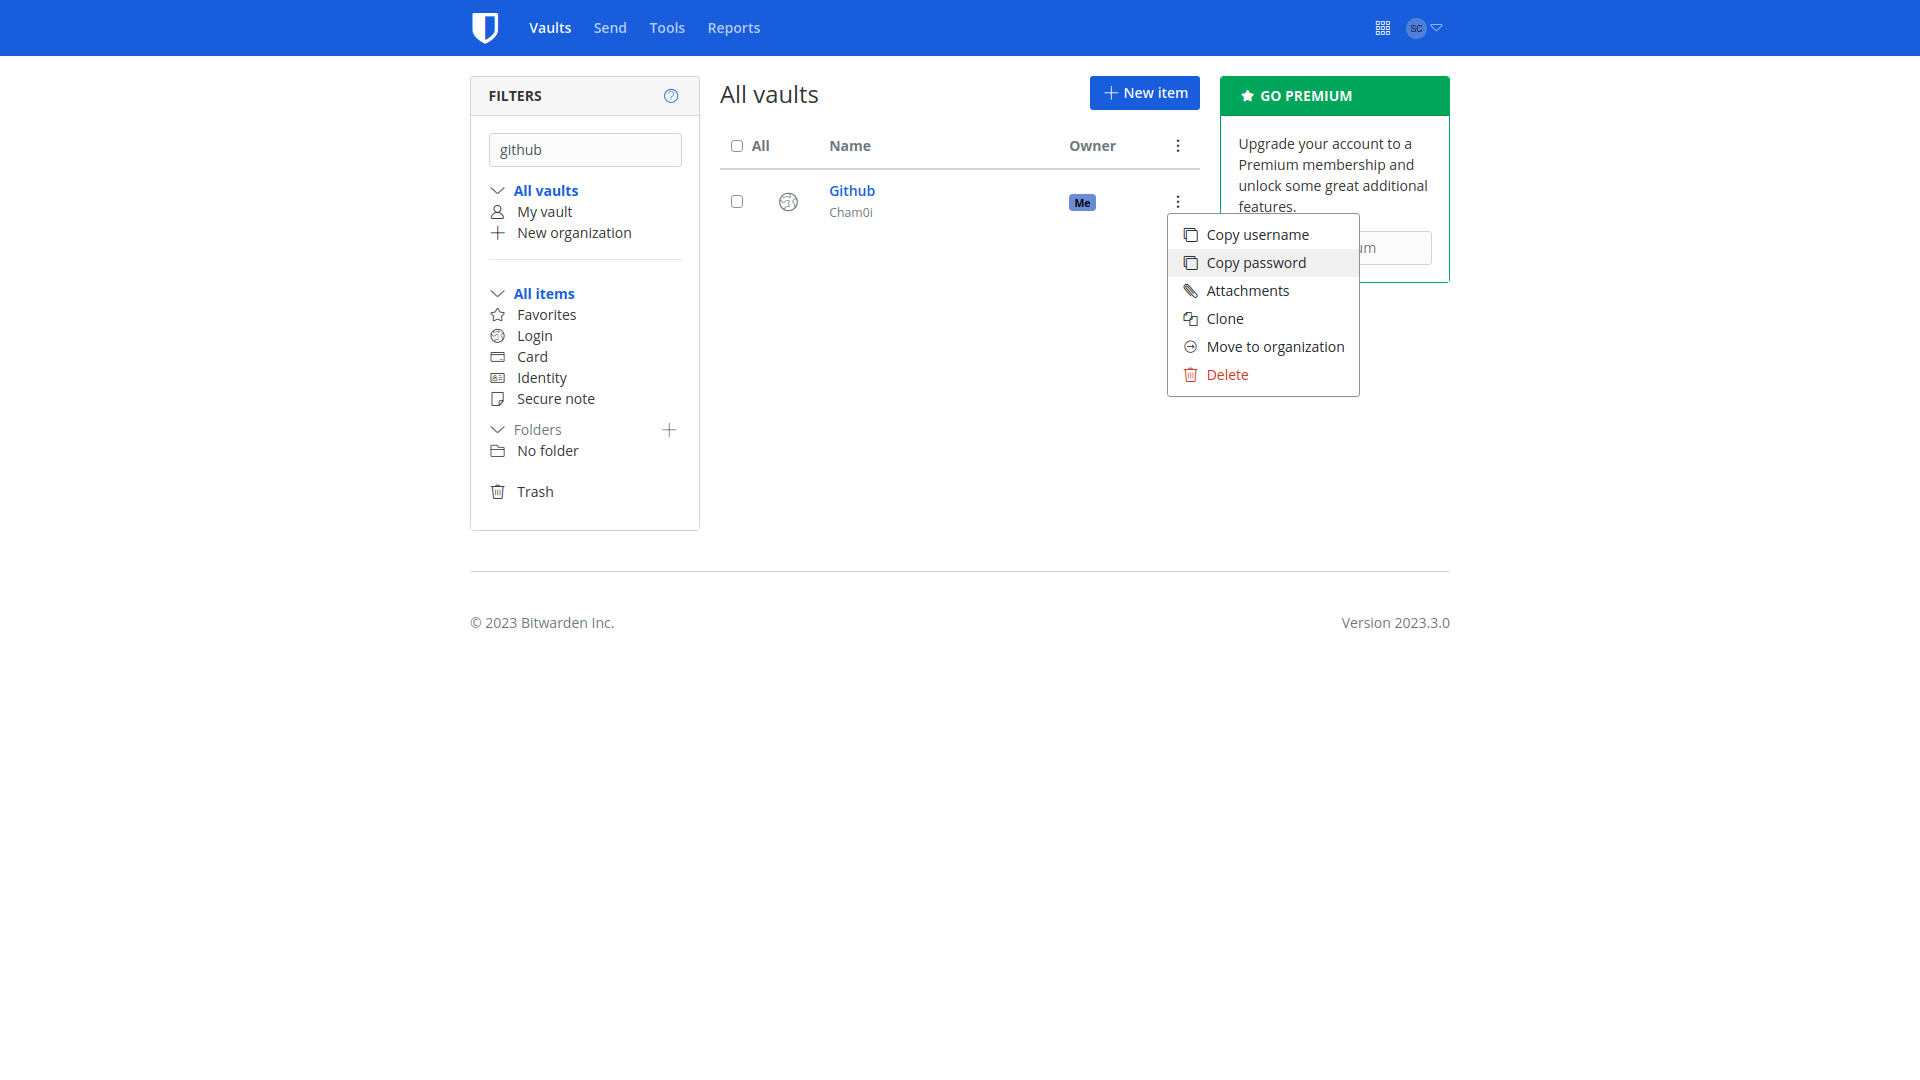 Vaults
Send
Tools
Reports
SC
FILTERS
github
All vaults
My vault
New organization
All items
Favorites
Login
Card
Identity
Secure note
Folders
No folder
Trash
All vaults
New item
All
Name
Owner
Github
Cham0i
Me
Copy username
Copy password
Attachments
Clone
Move to organization
Delete
GO PREMIUM
Upgrade your account to a
Premium membership and
unlock some great additional
features.
© 2023 Bitwarden Inc.
Version 2023.3.0